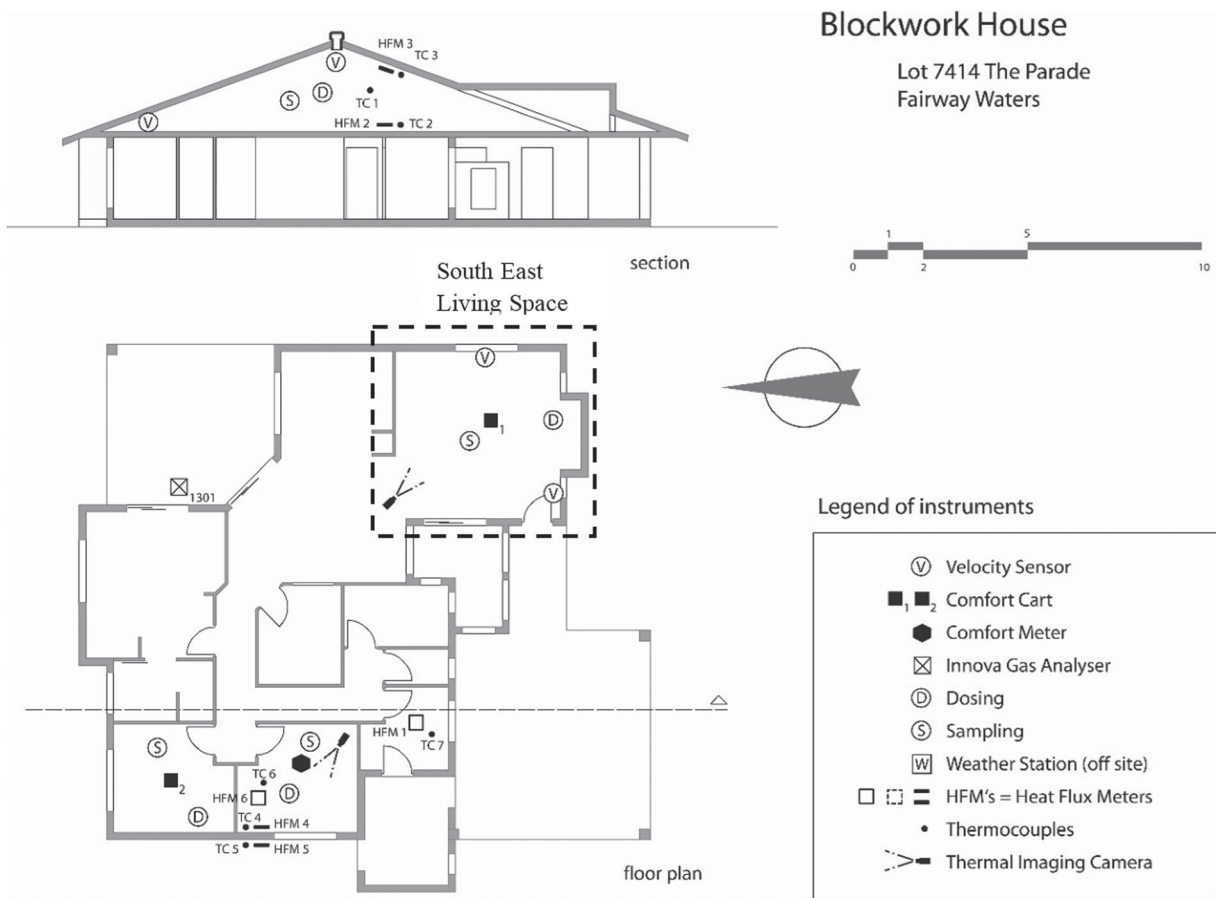 Blockwork House
Lot 7414 The Parade
Fairway Waters
HFM 3
TC 3
V
S
D
TC 1
V
HFM 2
TC 2
section
0
1
2
5
10
South East
Living Space
V
1
D
S
V
1301
HFM 1
TC 7
S
2
D
S
TC 6
HFM 6
D
TC 4
HFM 4
TC 5
HFM 5
floor plan
Legend of instruments
V Velocity Sensor
1 2 Comfort Cart
Comfort Meter
Innova Gas Analyser
D Dosing
S Sampling
W Weather Station (off site)
HFM's = Heat Flux Meters
Thermocouples
Thermal Imaging Camera